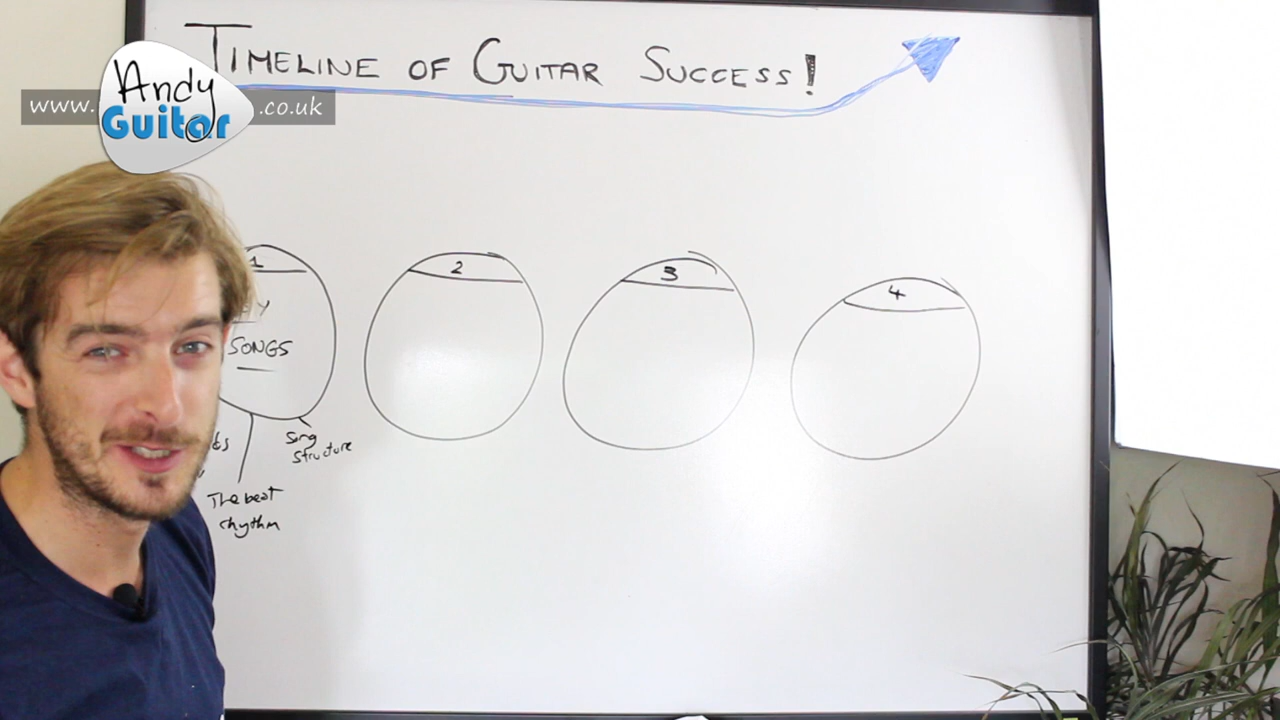 TIMELINE OF GUITAR SUCCESS!
www.
Andy
Guitar
.co.uk
1
2
3
4
SONGS
Song
structure
The beat
rhythm